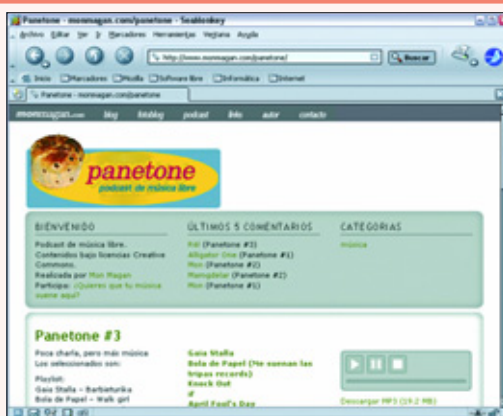 Panetone - monmagan.com/panetone - SeaMonkey
Archivo Editar Ver Ir Marcadores Herramientas Ventana Ayuda
http://www.monmagan.com/panetone/ Buscar
Inicio Marcadores Mozilla Software libre Informática Internet
Panetone - monmagan.com/panetone
monmagan.com blog fotoblog podcast links autor contacto
panetone
podcast de música libre
BIENVENIDO
Podcast de música libre.
Contenidos bajo licencias Creative
Commons.
Realizada por Mon Magan
Participa: ¿Quieres que tu música
suene aquí?
ÚLTIMOS 5 COMENTARIOS
(Panetone #3)
Alligator One (Panetone #1)
Mon (Panetone #2)
(Panetone #2)
Mon (Panetone #1)
CATEGORIAS
música
Panetone #3
Poca charla, pero más música
Los seleccionados son:
Playlist:
Gaia Stalla - Barbieturika
Bola de Papel - Walk girl
Gaia Stalla
Bola de Papel (Me suenan las
tripas records)
Knock Out
if
April Fool's Day
Descargar MP3 (19.2 MB)